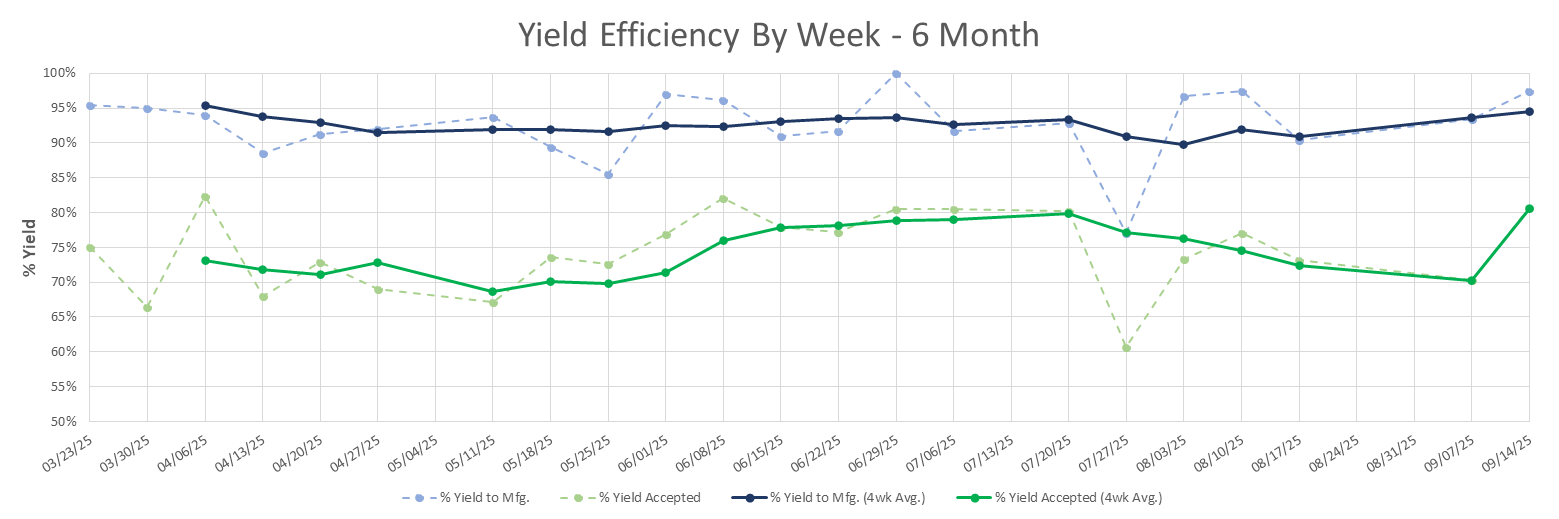 Yield Efficiency By Week - 6 Month
% Yield
100%
95%
90%
85%
80%
75%
70%
65%
60%
55%
50%
03/23/25 03/30/25 04/06/25 04/13/25 04/20/25 04/27/25 05/04/25 05/11/25 05/18/25 05/25/25 06/01/25 06/08/25 06/15/25 06/22/25 06/29/25 07/06/25 07/13/25 07/20/25 07/27/25 08/03/25 08/10/25 08/17/25 08/24/25 08/31/25 09/07/25 09/14/25
% Yield to Mfg. % Yield Accepted % Yield to Mfg. (4wk Avg.) % Yield Accepted (4wk Avg.)